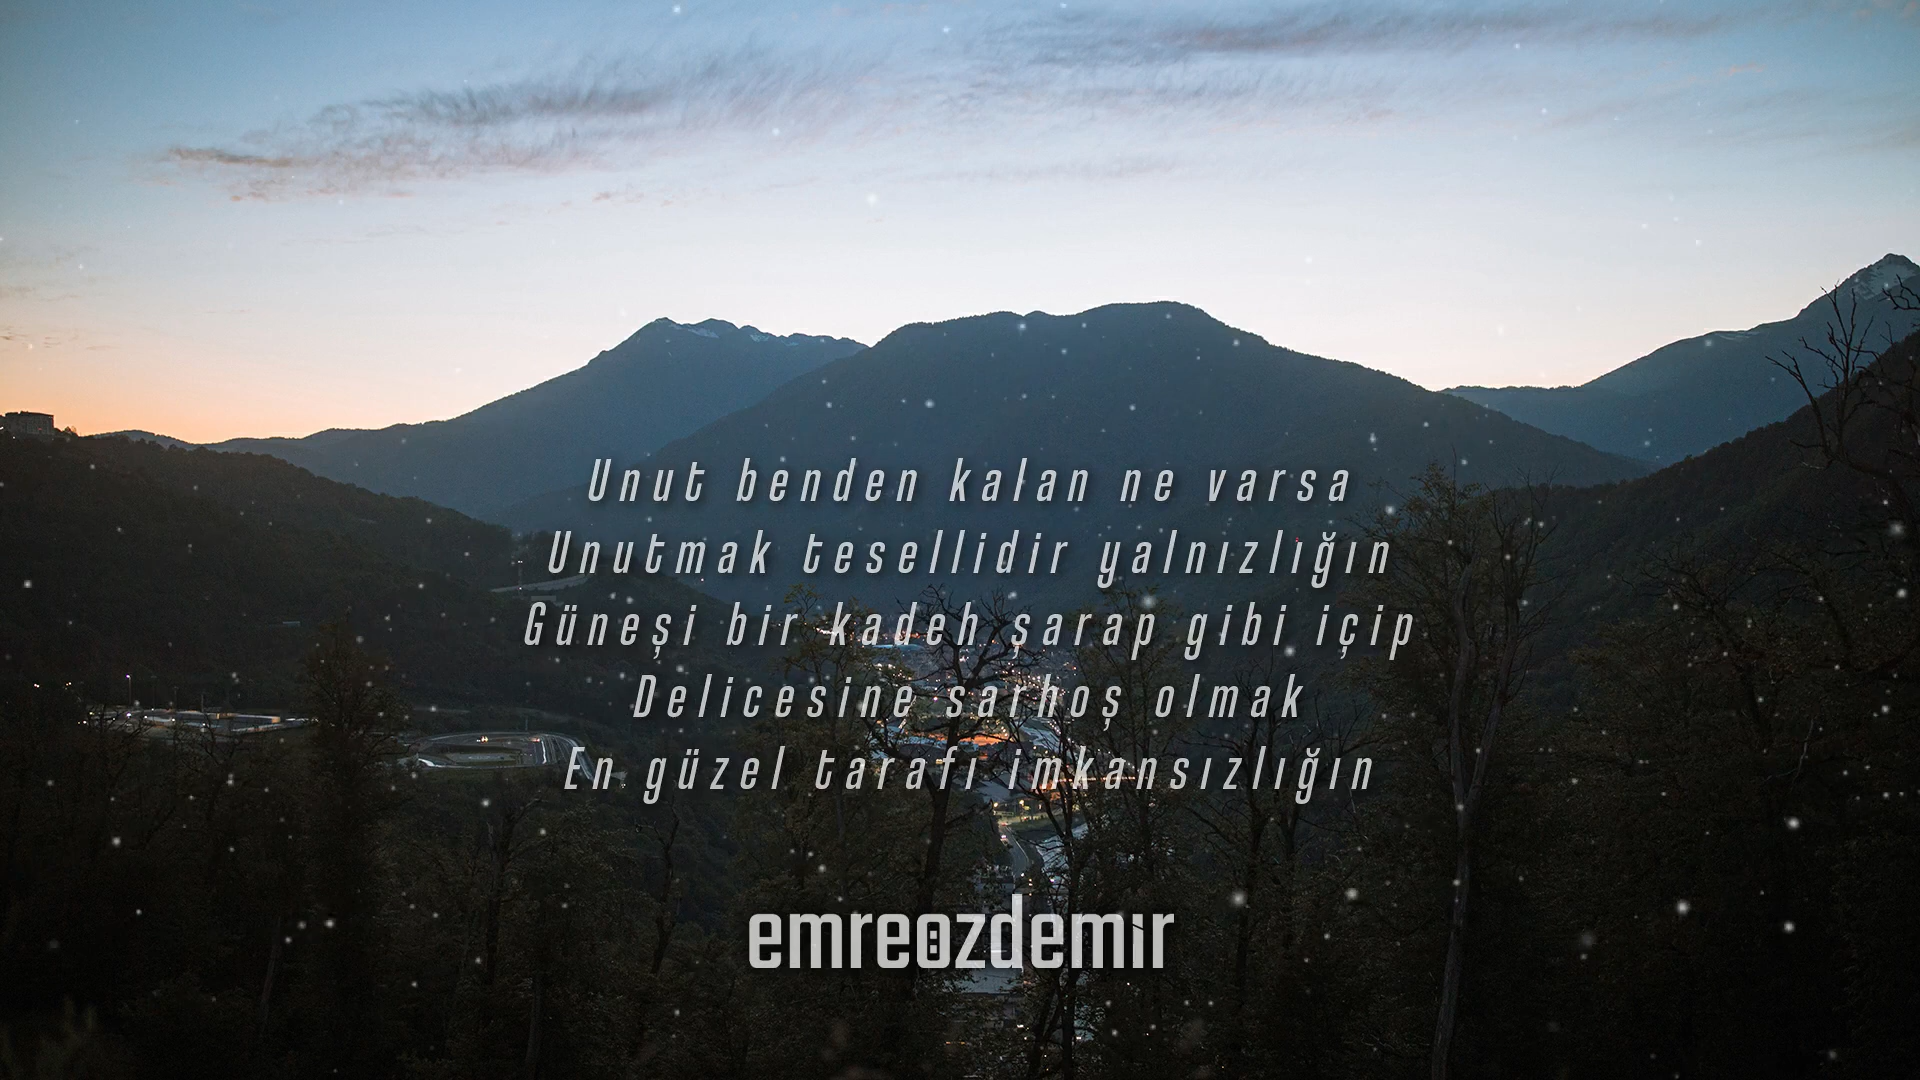 Unut benden kalan ne varsa
Unutmak tesellidir yalnızlığın
Güneşi bir kadeh şarap gibi içip
Delicesine sarhoş olmak
En güzel tarafı imkansızlığın
emreözdemir